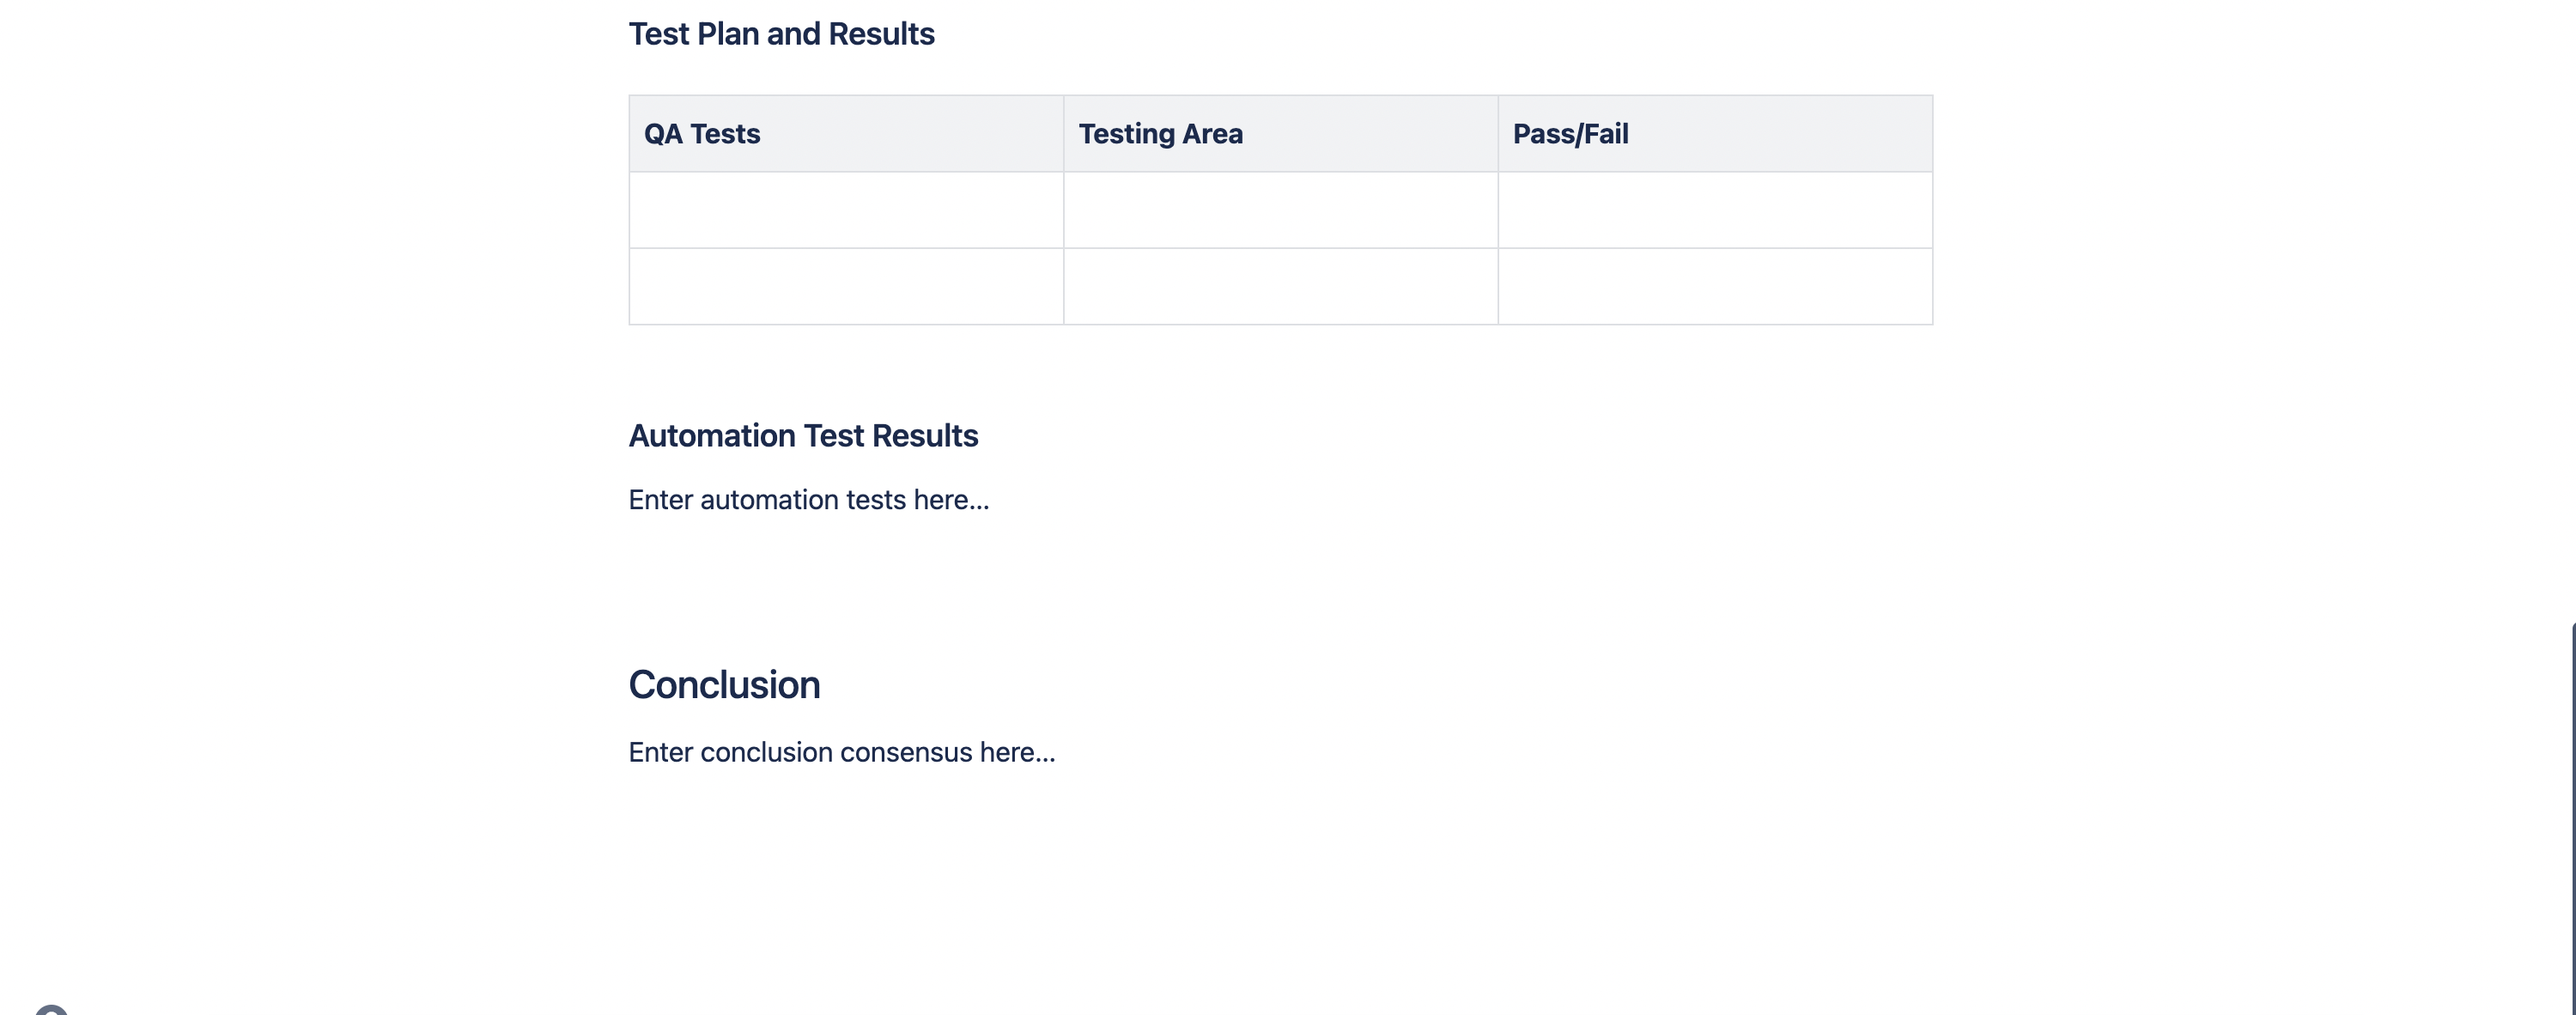 Test Plan and Results
QA Tests Testing Area Pass/Fail
Automation Test Results
Enter automation tests here...
Conclusion
Enter conclusion consensus here...